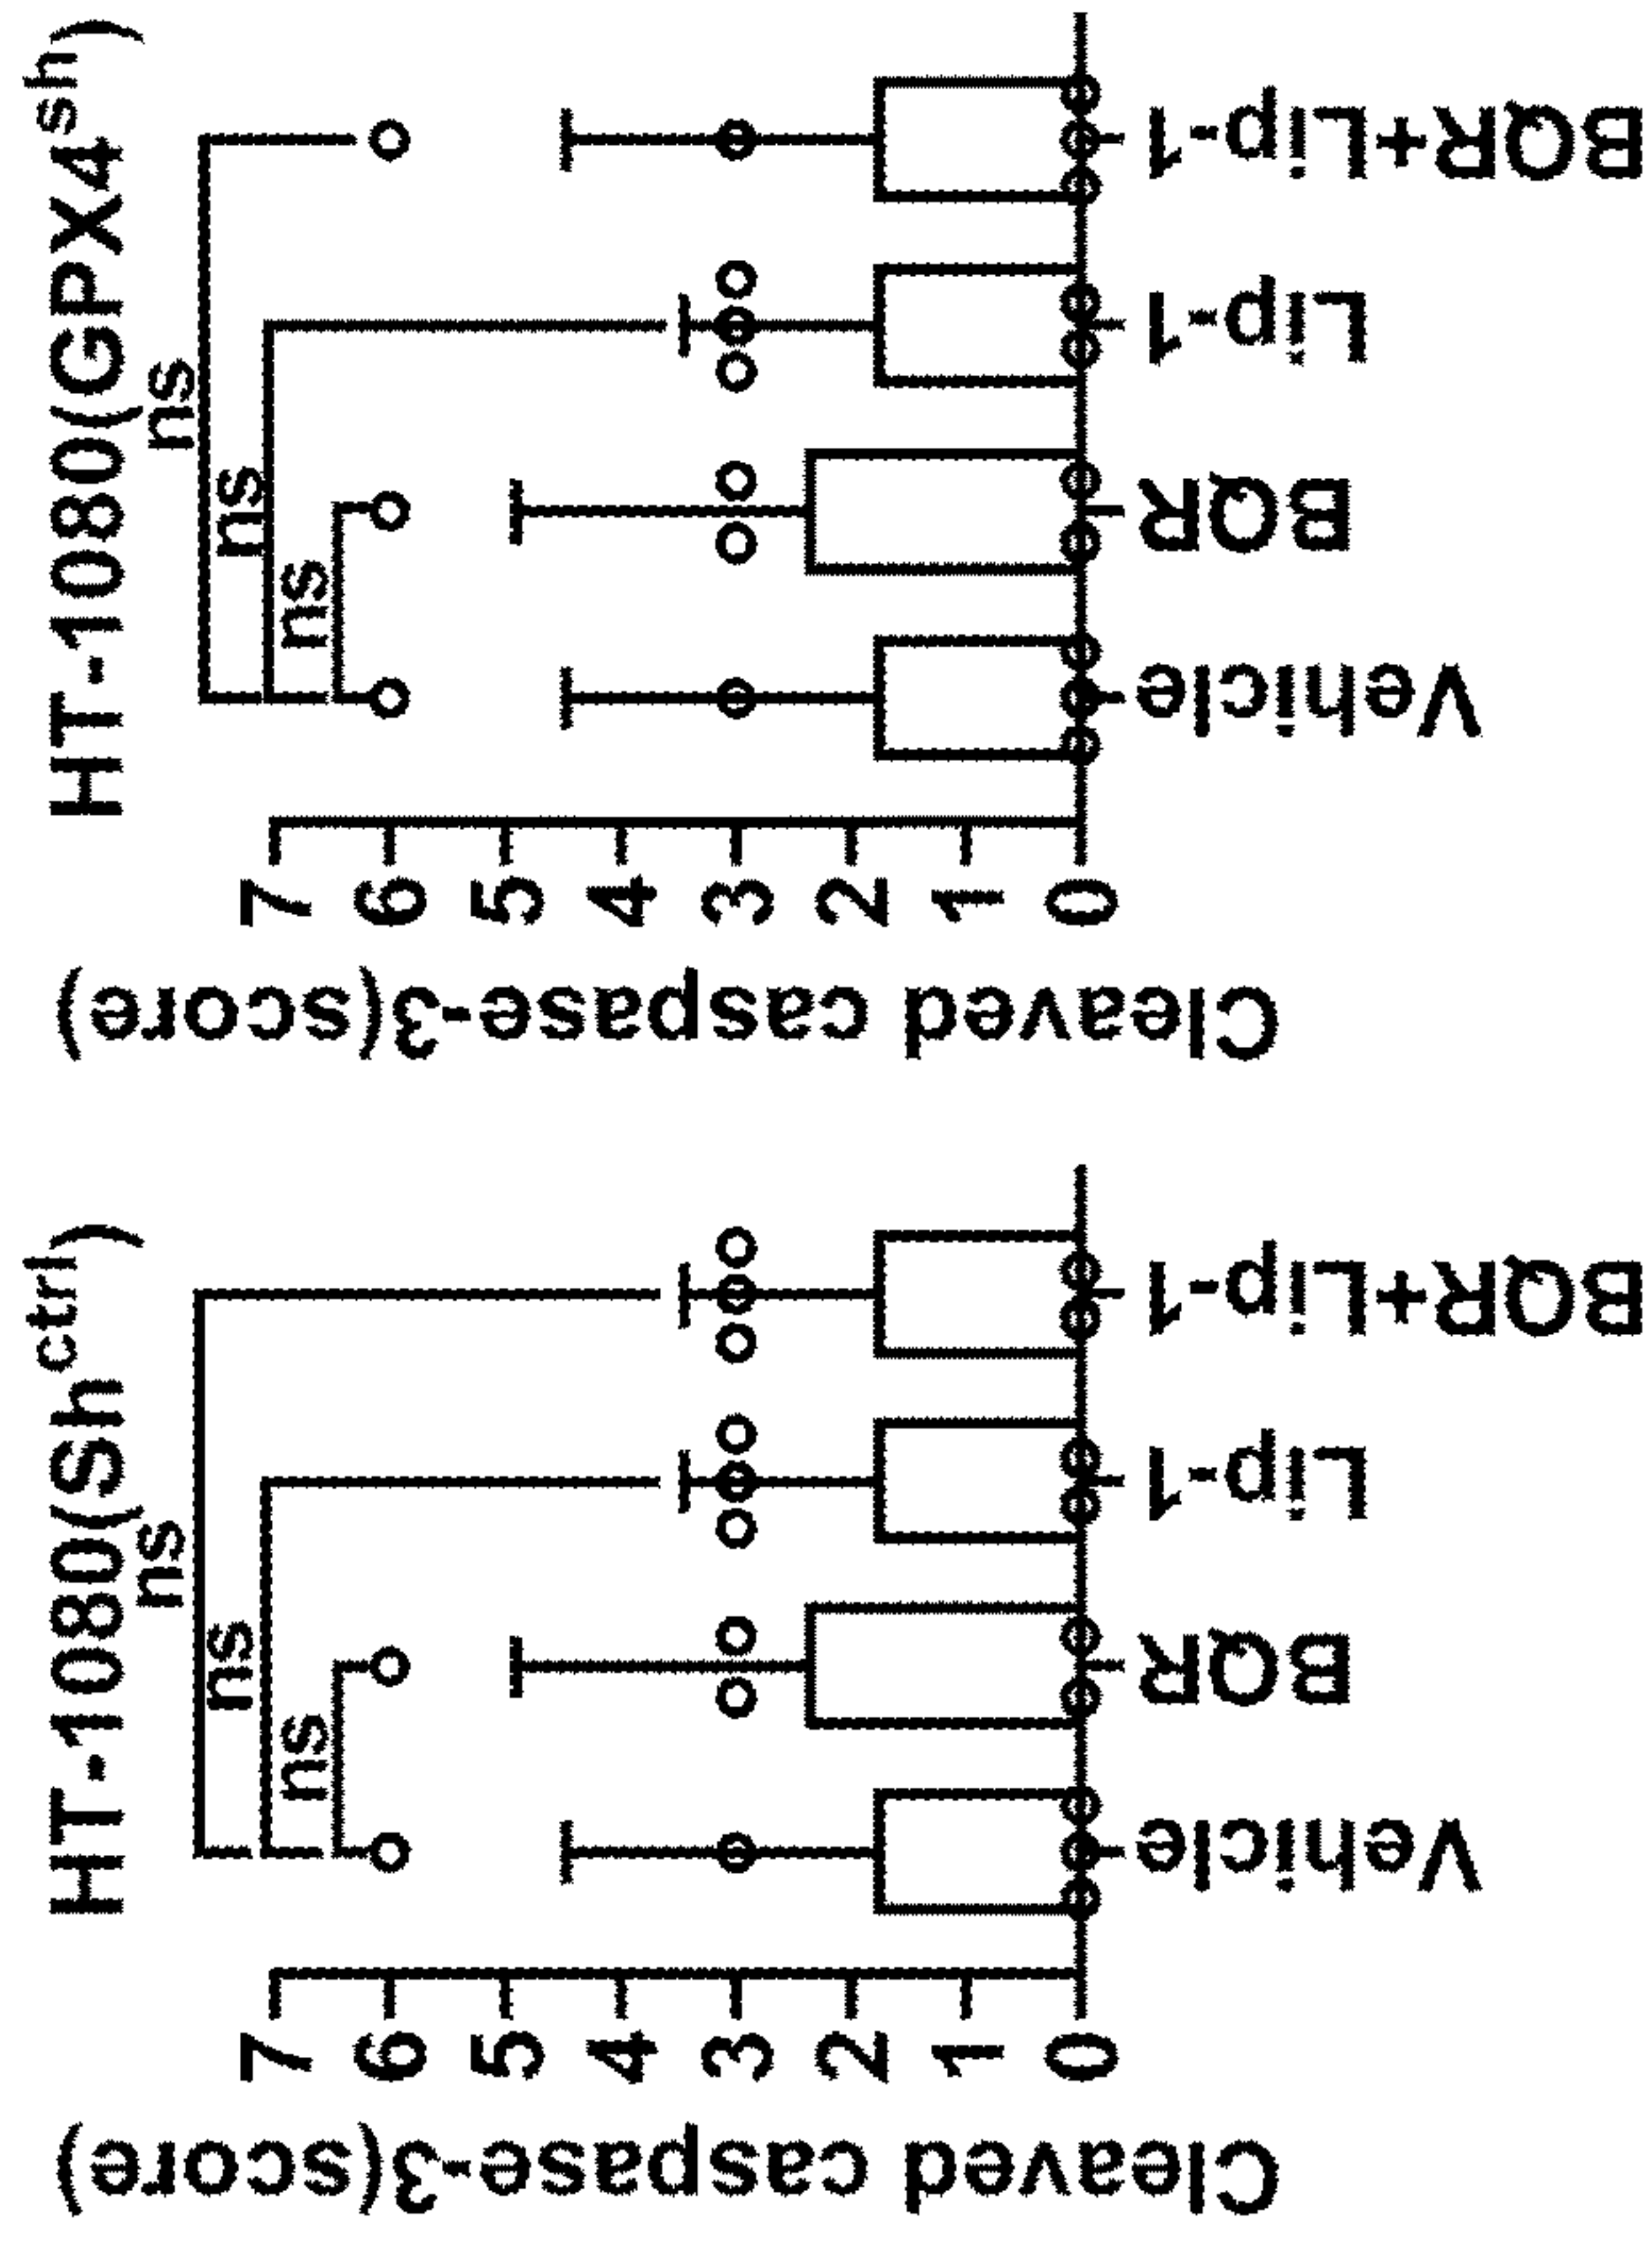 HT-1080(Sh^ctrl)
ns
ns
ns
Cleaved caspase-3(score)
7
6
5
4
3
2
1
0
Vehicle
BQR
Lip-1
BQR+Lip-1
HT-1080(GPX4^sh)
ns
ns
ns
Cleaved caspase-3(score)
7
6
5
4
3
2
1
0
Vehicle
BQR
Lip-1
BQR+Lip-1